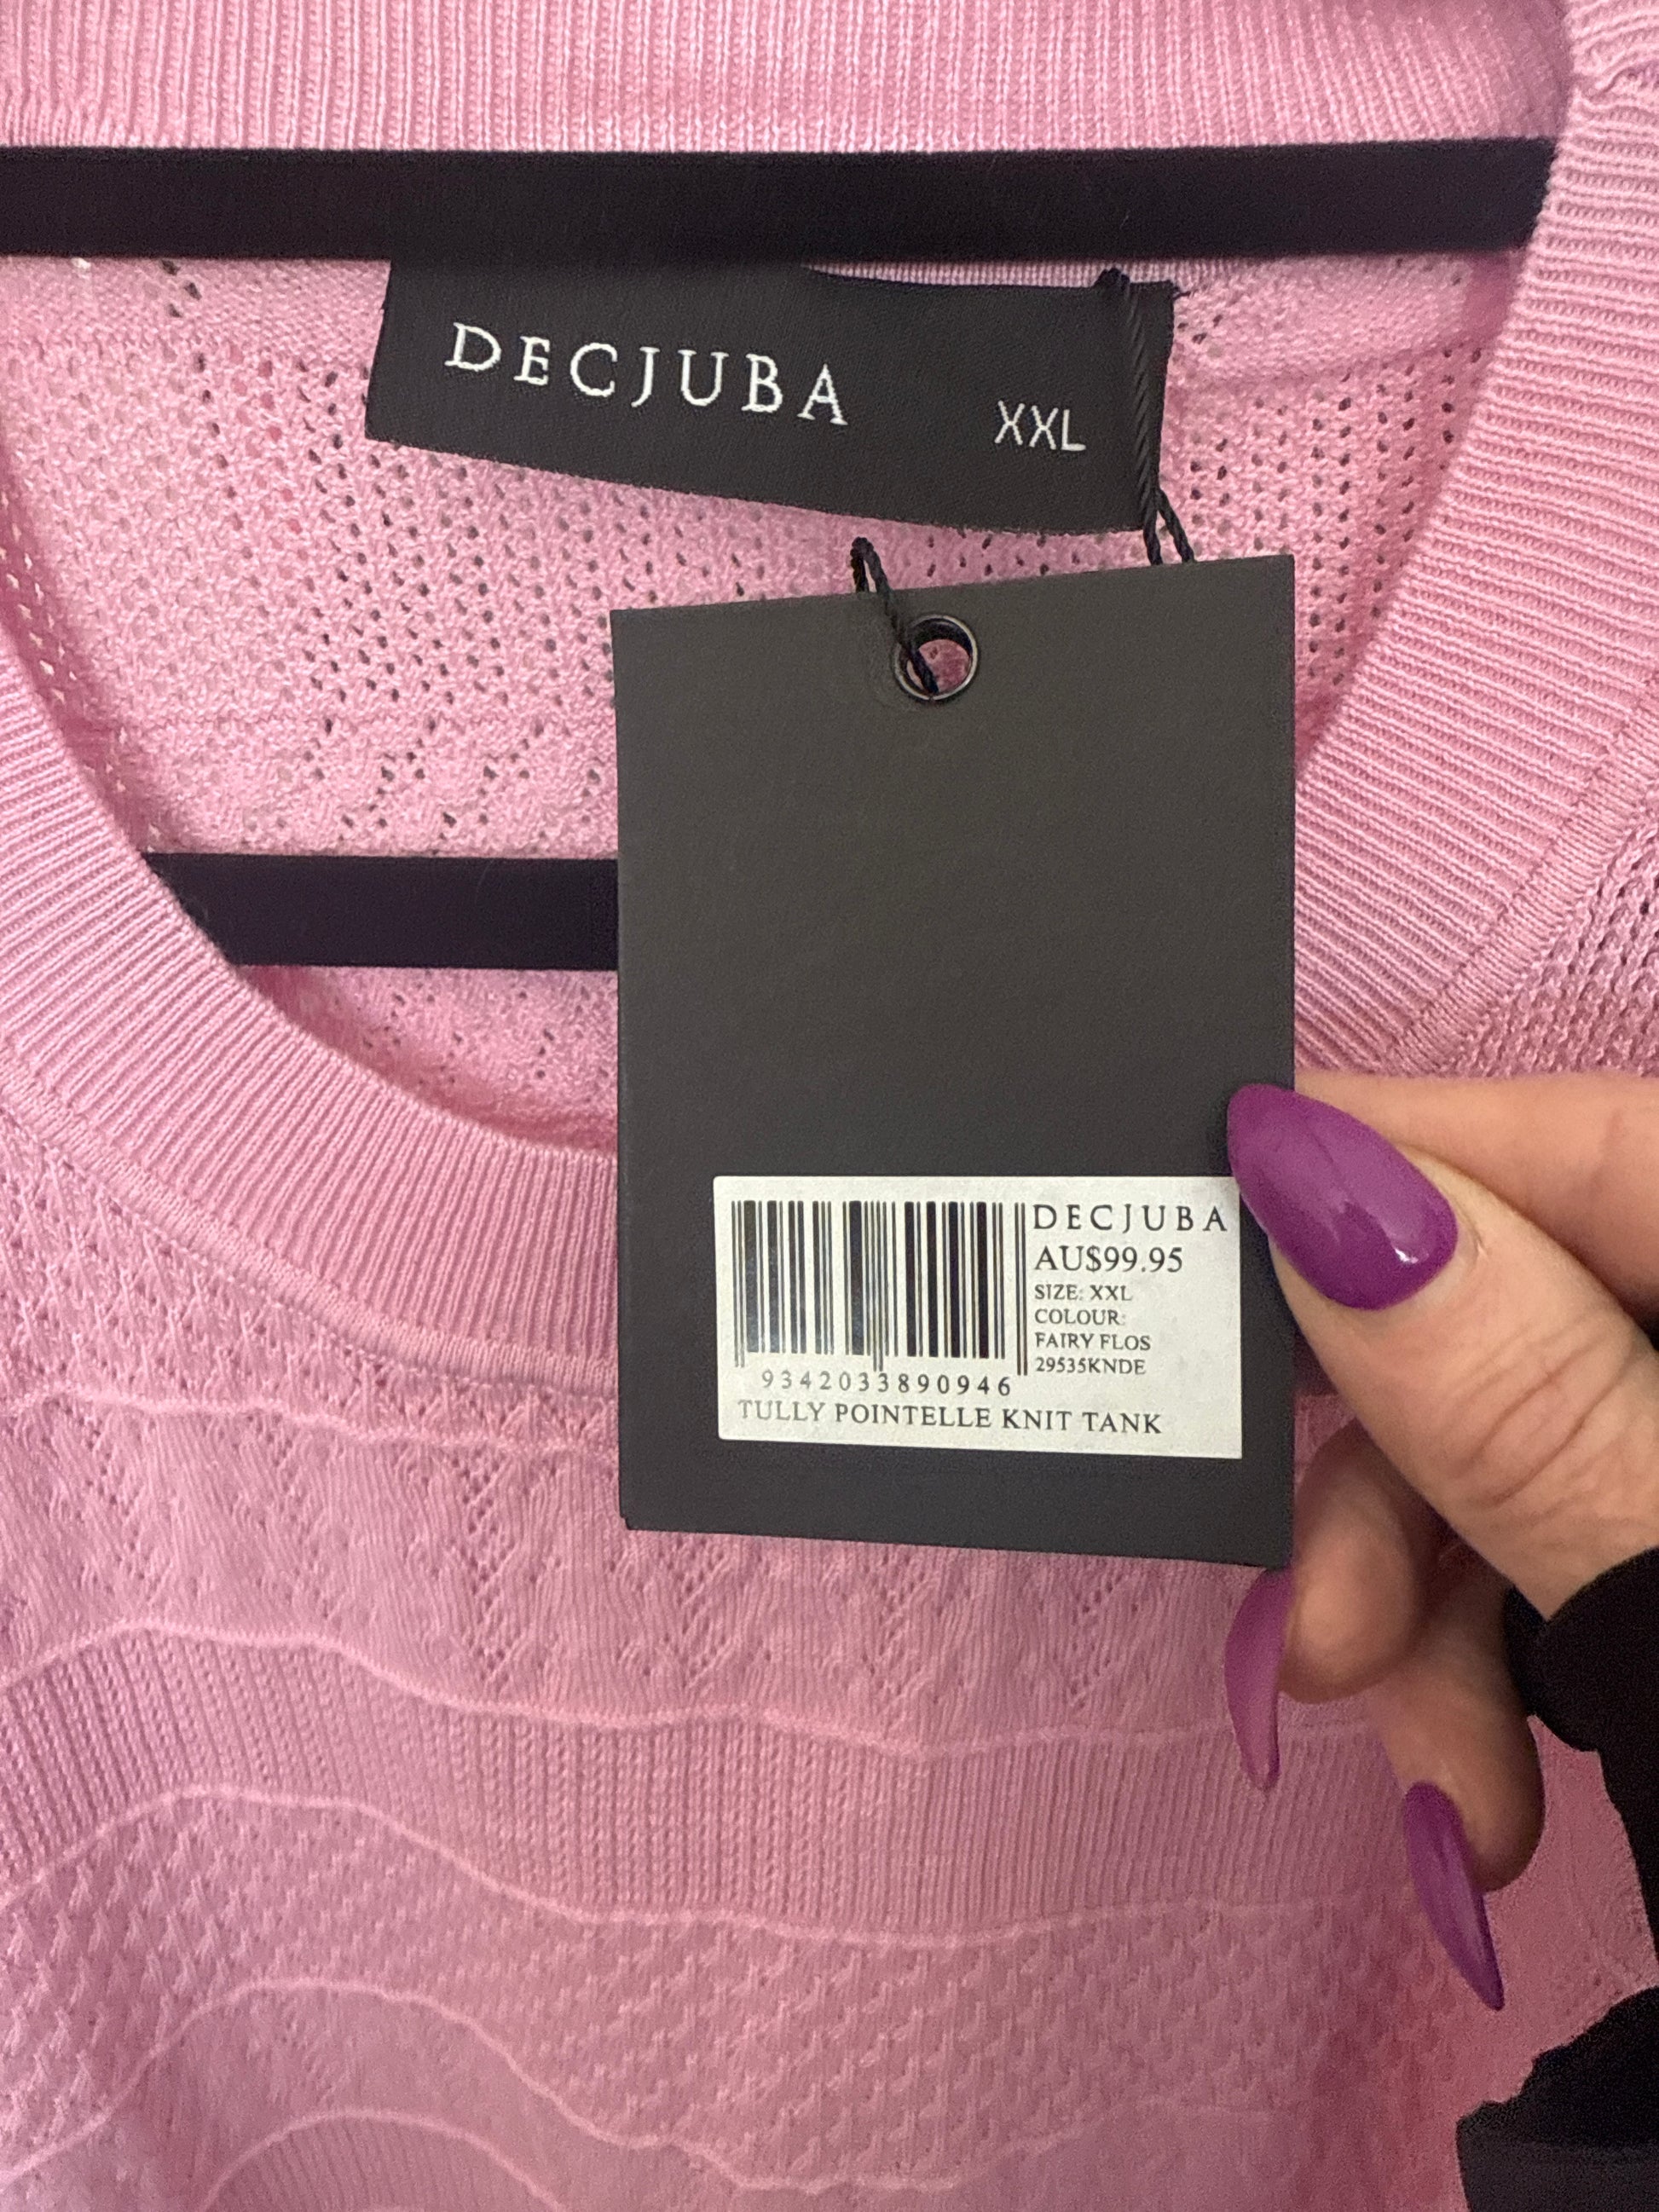 DECJUBA XXL
DECJUBA
AU$99.95
SIZE: XXL
COLOUR:
FAIRY FLOS
29535KNDE
9342033890946
TULLY POINTELLE KNIT TANK